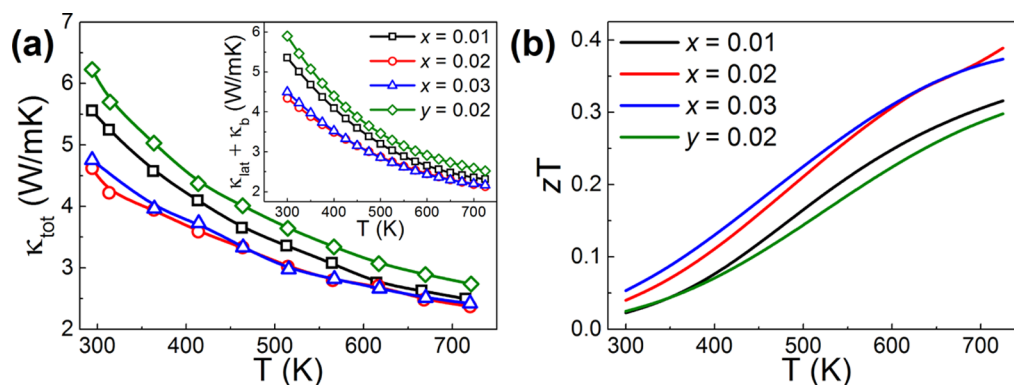 (a)
κtot (W/mK)
7
6
5
4
3
2
300 400 500 600 700
T (K)
κlat + κb (W/mK)
6
5
4
3
2
300 400 500 600 700
T (K)
x = 0.01
x = 0.02
x = 0.03
y = 0.02
(b)
zT
0.4
0.3
0.2
0.1
0.0
300 400 500 600 700
T (K)
x = 0.01
x = 0.02
x = 0.03
y = 0.02